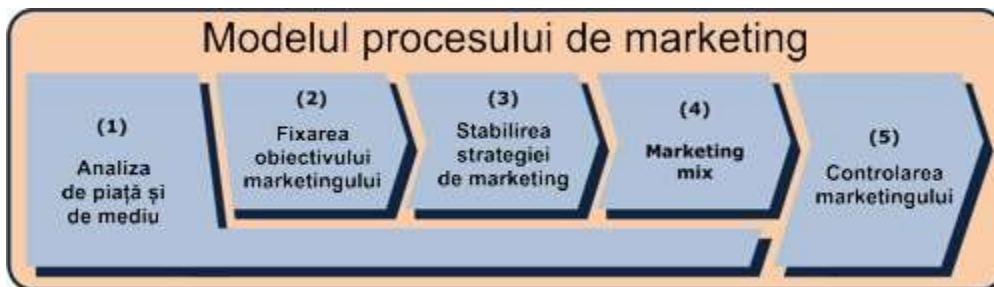 Modelul procesului de marketing
(1)
Analiza
de piață și
de mediu
(2)
Fixarea
obiectivului
marketingului
(3)
Stabilirea
strategiei
de marketing
(4)
Marketing
mix
(5)
Controlarea
marketingului